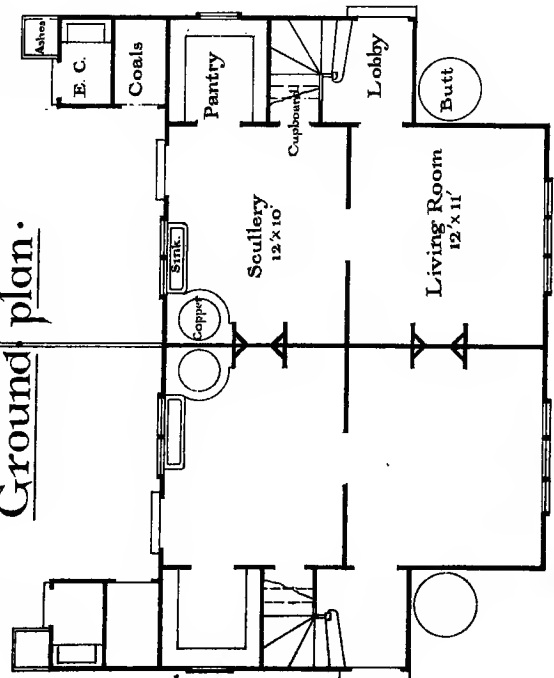 Ground plan.
Ashes
E. C.
Coals
Pantry
Cupboard
Lobby
Butt
Sink.
Copper
Scullery
12'x 10'
Living Room
12'x 11'